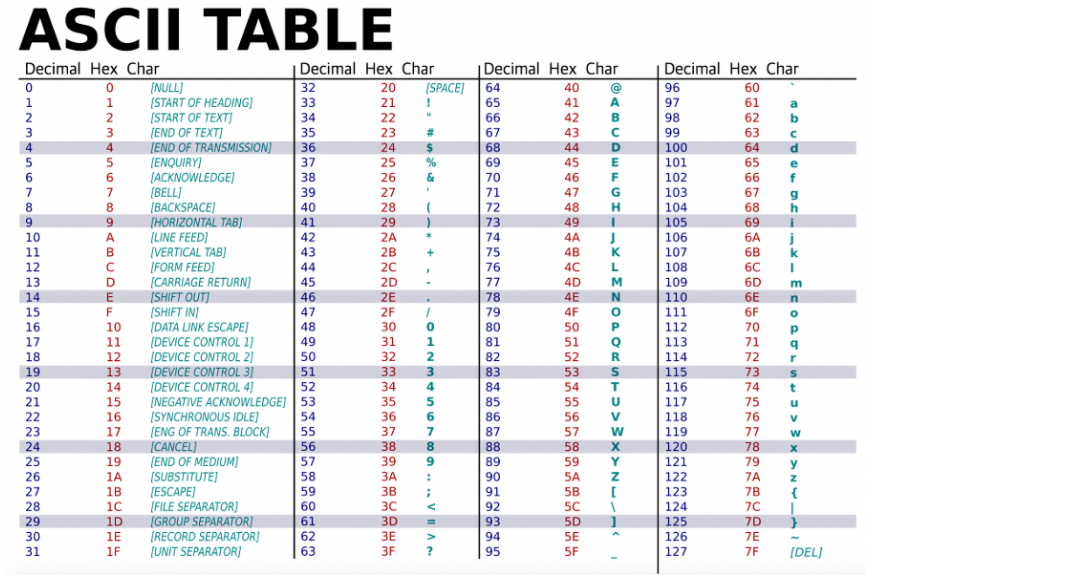 ASCII TABLE
Decimal Hex Char Decimal Hex Char Decimal Hex Char Decimal Hex Char
0 0 [NULL] 32 20 [SPACE] 64 40 @ 96 60 `
1 1 [START OF HEADING] 33 21 ! 65 41 A 97 61 a
2 2 [START OF TEXT] 34 22 " 66 42 B 98 62 b
3 3 [END OF TEXT] 35 23 # 67 43 C 99 63 c
4 4 [END OF TRANSMISSION] 36 24 $ 68 44 D 100 64 d
5 5 [ENQUIRY] 37 25 % 69 45 E 101 65 e
6 6 [ACKNOWLEDGE] 38 26 & 70 46 F 102 66 f
7 7 [BELL] 39 27 ' 71 47 G 103 67 g
8 8 [BACKSPACE] 40 28 ( 72 48 H 104 68 h
9 9 [HORIZONTAL TAB] 41 29 ) 73 49 I 105 69 i
10 A [LINE FEED] 42 2A * 74 4A J 106 6A j
11 B [VERTICAL TAB] 43 2B + 75 4B K 107 6B k
12 C [FORM FEED] 44 2C , 76 4C L 108 6C l
13 D [CARRIAGE RETURN] 45 2D - 77 4D M 109 6D m
14 E [SHIFT OUT] 46 2E . 78 4E N 110 6E n
15 F [SHIFT IN] 47 2F / 79 4F O 111 6F o
16 10 [DATA LINK ESCAPE] 48 30 0 80 50 P 112 70 p
17 11 [DEVICE CONTROL 1] 49 31 1 81 51 Q 113 71 q
18 12 [DEVICE CONTROL 2] 50 32 2 82 52 R 114 72 r
19 13 [DEVICE CONTROL 3] 51 33 3 83 53 S 115 73 s
20 14 [DEVICE CONTROL 4] 52 34 4 84 54 T 116 74 t
21 15 [NEGATIVE ACKNOWLEDGE] 53 35 5 85 55 U 117 75 u
22 16 [SYNCHRONOUS IDLE] 54 36 6 86 56 V 118 76 v
23 17 [ENG OF TRANS. BLOCK] 55 37 7 87 57 W 119 77 w
24 18 [CANCEL] 56 38 8 88 58 X 120 78 x
25 19 [END OF MEDIUM] 57 39 9 89 59 Y 121 79 y
26 1A [SUBSTITUTE] 58 3A : 90 5A Z 122 7A z
27 1B [ESCAPE] 59 3B ; 91 5B [ 123 7B {
28 1C [FILE SEPARATOR] 60 3C < 92 5C \ 124 7C |
29 1D [GROUP SEPARATOR] 61 3D = 93 5D ] 125 7D }
30 1E [RECORD SEPARATOR] 62 3E > 94 5E ^ 126 7E ~
31 1F [UNIT SEPARATOR] 63 3F ? 95 5F _ 127 7F [DEL]